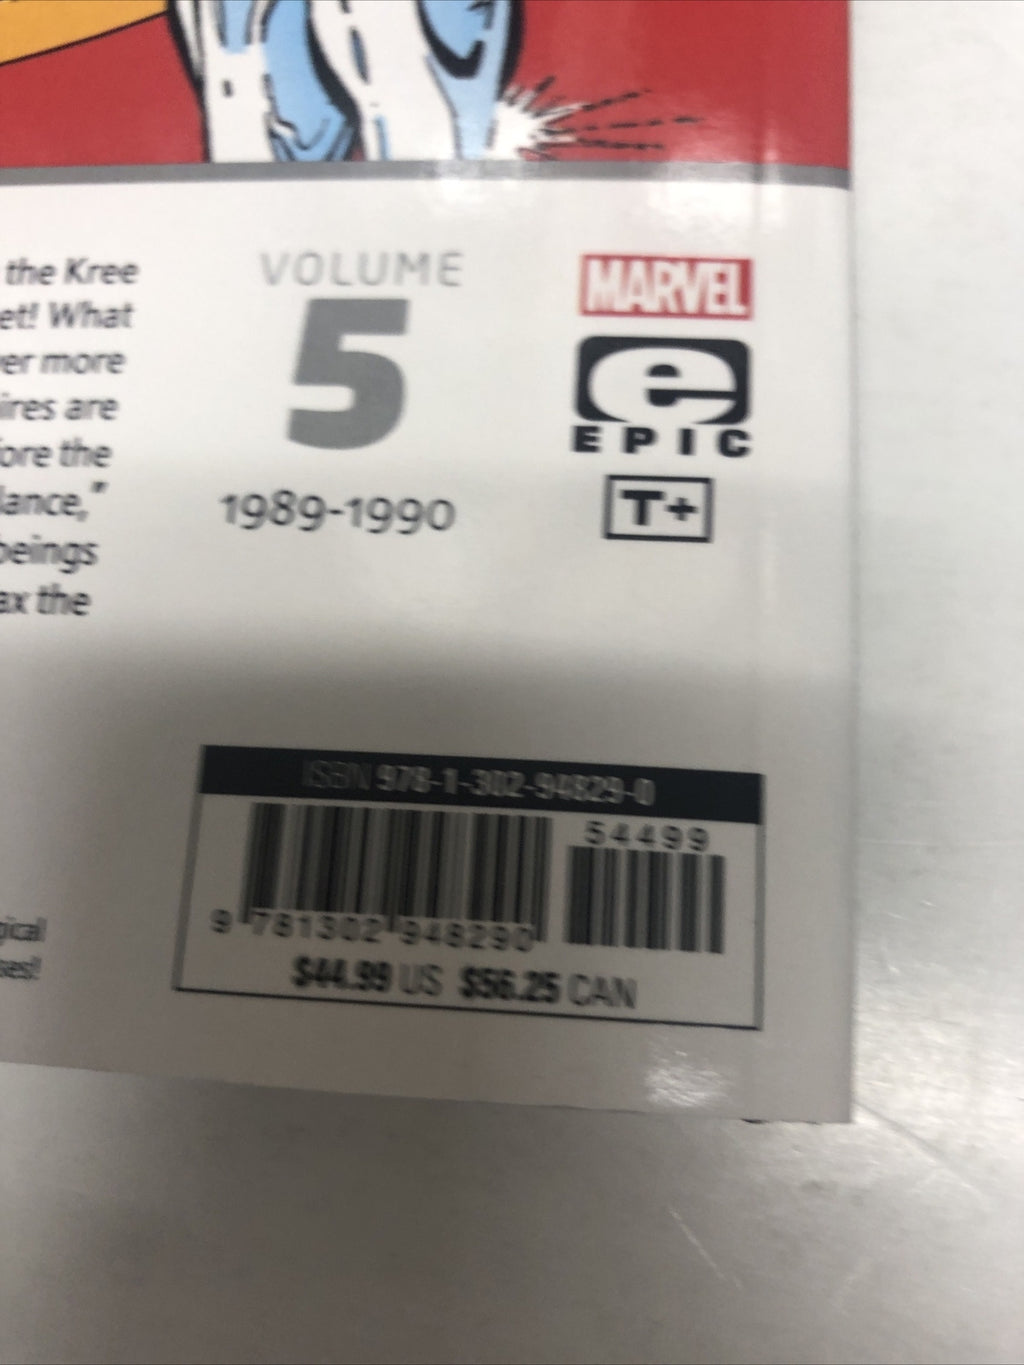 the Kree
et! What
er more
ires are
ore the
lance,"
beings
ax the
gical
ses!
VOLUME
5
1989-1990
MARVEL
e
EPIC
T+
ISBN 978-1-302-94829-0
54499
9 781302 948290
$44.99 US $56.25 CAN